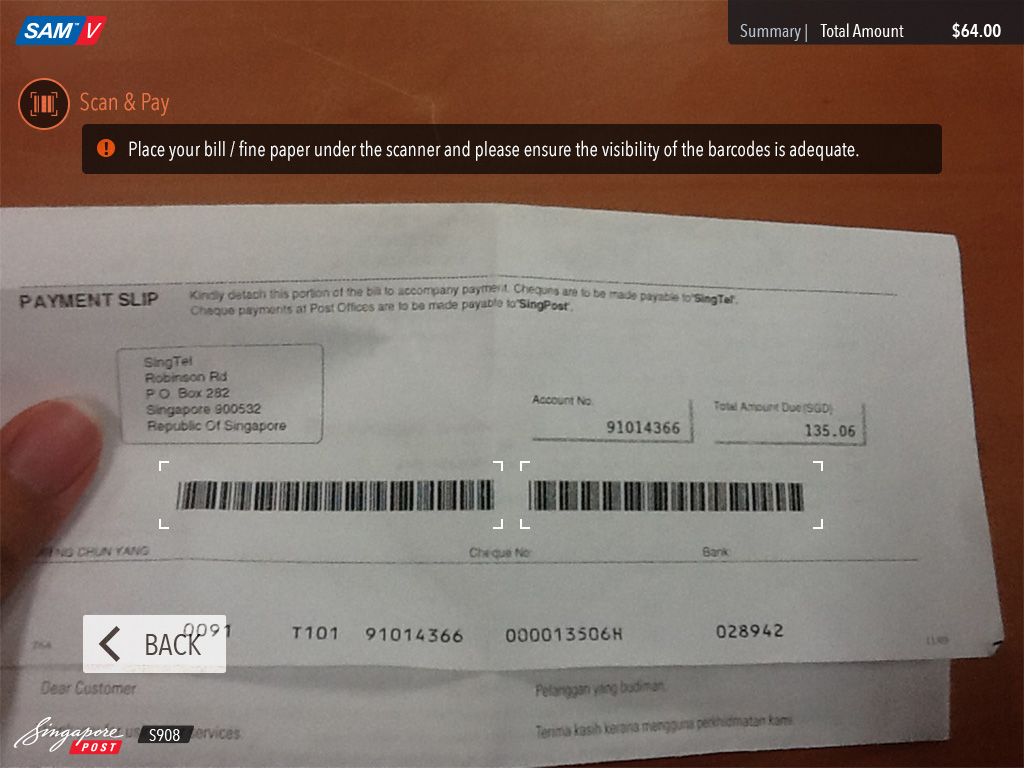 SAM™ V
Summary | Total Amount $64.00
Scan & Pay
Place your bill / fine paper under the scanner and please ensure the visibility of the barcodes is adequate.
PAYMENT SLIP
Kindly detach this portion of the bill to accompany payment. Cheques are to be made payable to 'SingTel'.
Cheque payments at Post Offices are to be made payable to 'SingPost'.
SingTel
Robinson Rd
P.O. Box 282
Singapore 900532
Republic Of Singapore
Account No.
91014366
Total Amount Due (SGD)
135.06
CHUN YANG
Cheque No:
Bank:
0091 T101 91014366 000013506H 028942
BACK
Dear Customer
Pelanggan yang budiman,
Terima kasih kerana mengguna perkhidmatan kami.
Singapore POST
S908